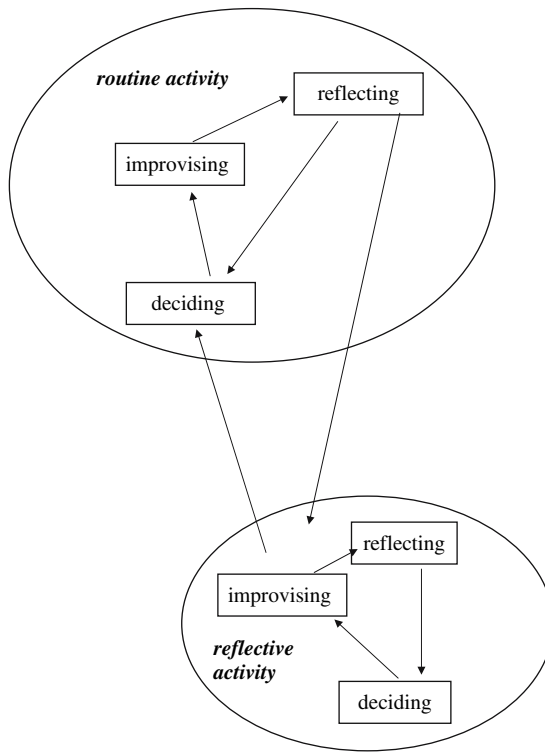 routine activity
reflecting
improvising
deciding
reflecting
improvising
reflective
activity
deciding